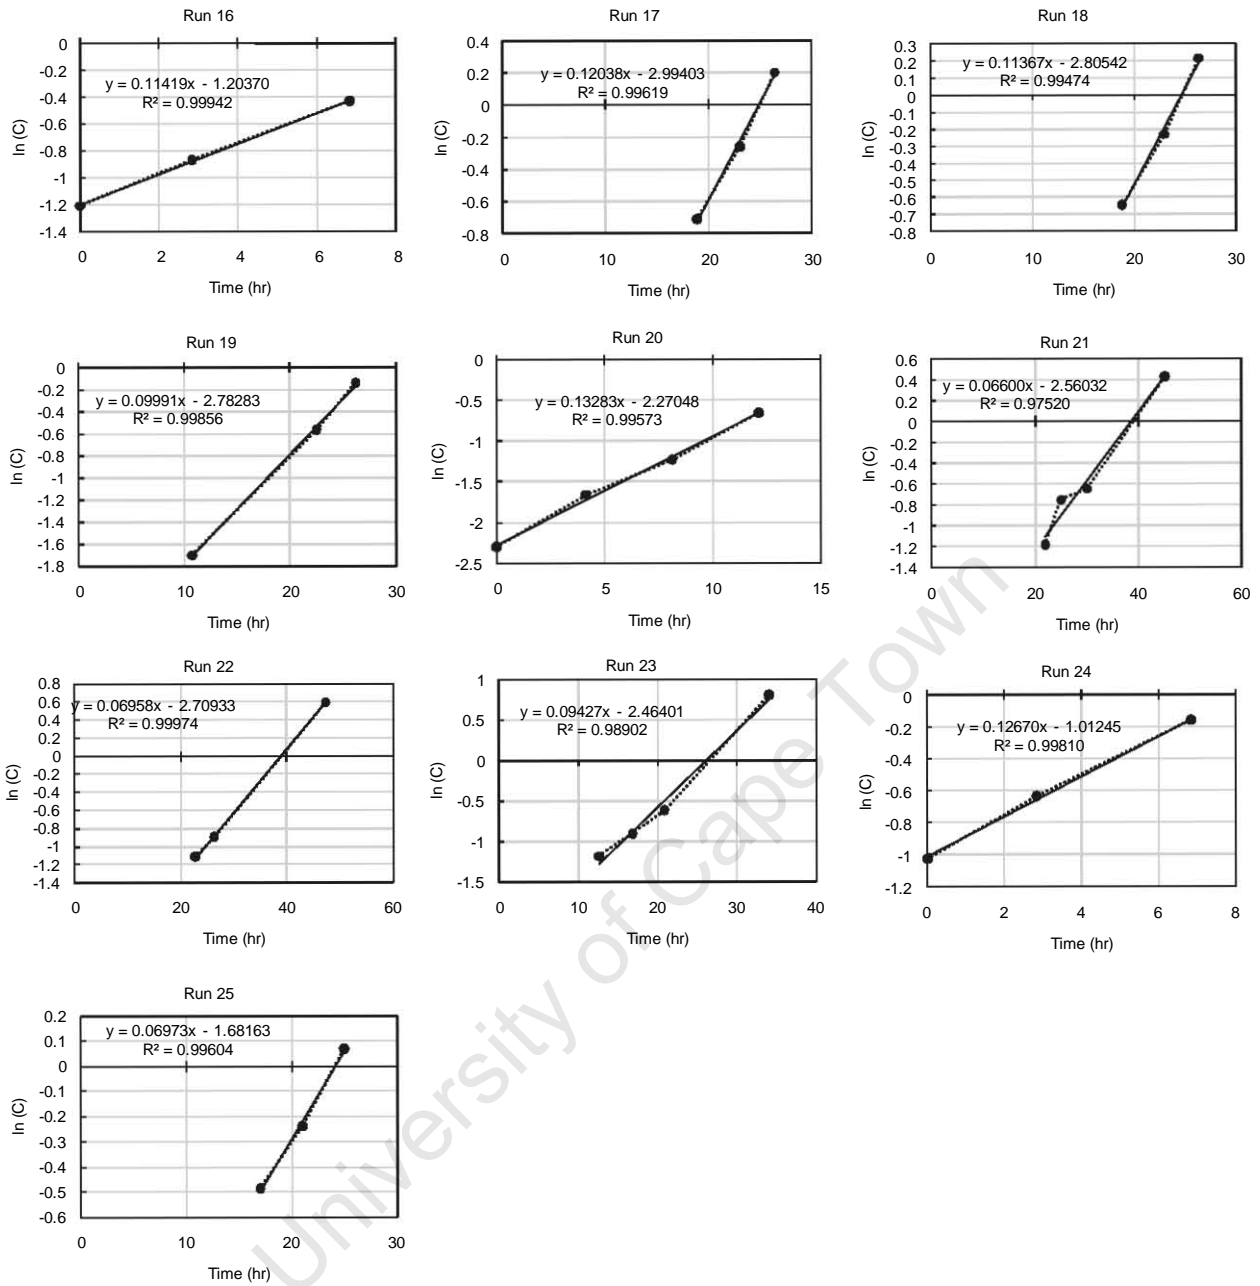 Run 16
0
-0.2
-0.4
-0.6
-0.8
-1
-1.2
-1.4
ln (C)
y = 0.11419x - 1.20370
R² = 0.99942
0 2 4 6 8
Time (hr)
Run 17
0.4
0.2
0
-0.2
-0.4
-0.6
-0.8
ln (C)
y = 0.12038x - 2.99403
R² = 0.99619
0 10 20 30
Time (hr)
Run 18
0.3
0.2
0.1
0
-0.1
-0.2
-0.3
-0.4
-0.5
-0.6
-0.7
-0.8
ln (C)
y = 0.11367x - 2.80542
R² = 0.99474
0 10 20 30
Time (hr)
Run 19
0
-0.2
-0.4
-0.6
-0.8
-1
-1.2
-1.4
-1.6
-1.8
ln (C)
y = 0.09991x - 2.78283
R² = 0.99856
0 10 20 30
Time (hr)
Run 20
0
-0.5
-1
-1.5
-2
-2.5
ln (C)
y = 0.13283x - 2.27048
R² = 0.99573
0 5 10 15
Time (hr)
Run 21
0.6
0.4
0.2
0
-0.2
-0.4
-0.6
-0.8
-1
-1.2
-1.4
ln (C)
y = 0.06600x - 2.56032
R² = 0.97520
0 20 40 60
Time (hr)
Run 22
0.8
0.6
0.4
0.2
0
-0.2
-0.4
-0.6
-0.8
-1
-1.2
-1.4
ln (C)
y = 0.06958x - 2.70933
R² = 0.99974
0 20 40 60
Time (hr)
Run 23
1
0.5
0
-0.5
-1
-1.5
ln (C)
y = 0.09427x - 2.46401
R² = 0.98902
0 10 20 30 40
Time (hr)
Run 24
0
-0.2
-0.4
-0.6
-0.8
-1
-1.2
ln (C)
y = 0.12670x - 1.01245
R² = 0.99810
0 2 4 6 8
Time (hr)
Run 25
0.2
0.1
0
-0.1
-0.2
-0.3
-0.4
-0.5
-0.6
ln (C)
y = 0.06973x - 1.68163
R² = 0.99604
0 10 20 30
Time (hr)
University of Cape Town